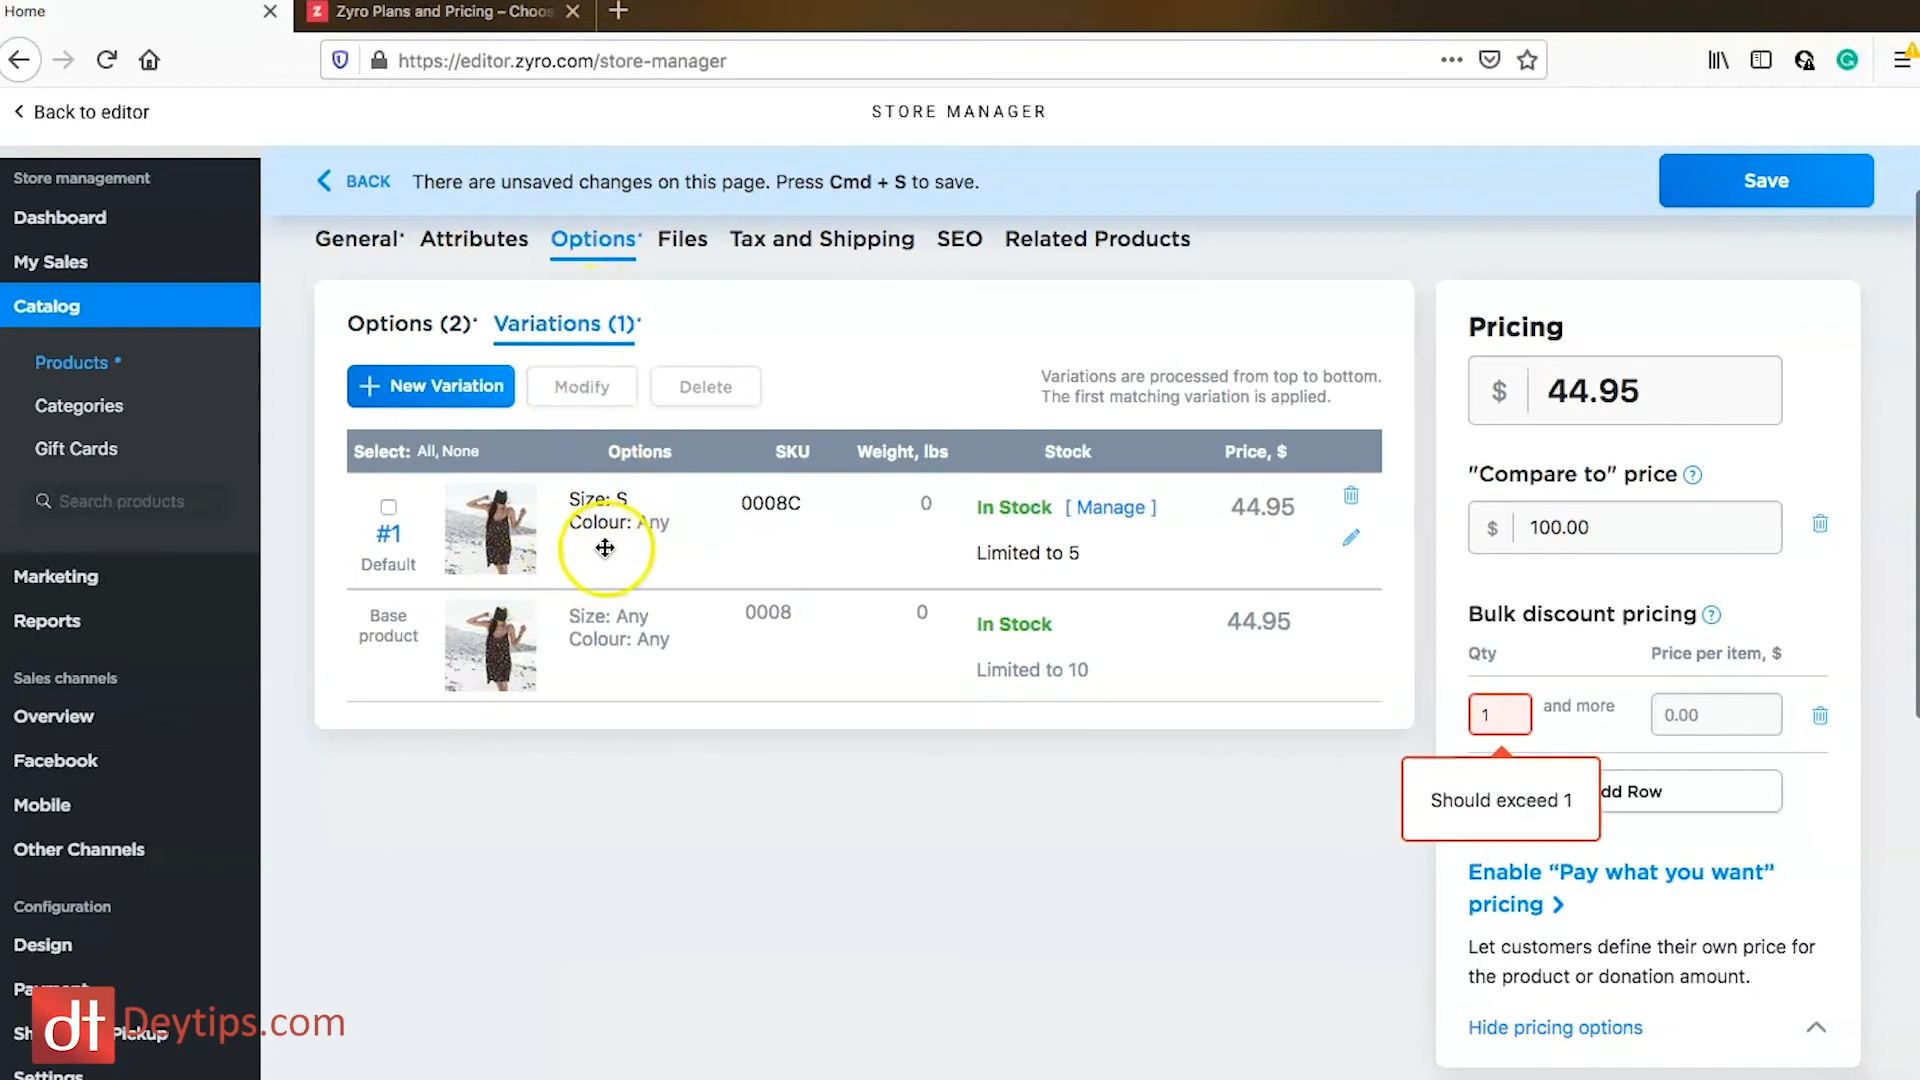 Home
Zyro Plans and Pricing – Choos
https://editor.zyro.com/store-manager
Back to editor
STORE MANAGER
BACK
There are unsaved changes on this page. Press Cmd + S to save.
Save
Store management
Dashboard
My Sales
Catalog
Products *
Categories
Gift Cards
Search products
Marketing
Reports
Sales channels
Overview
Facebook
Mobile
Other Channels
Configuration
Design
Pickup
Settings
General· Attributes Options· Files Tax and Shipping SEO Related Products
Options (2)· Variations (1)·
New Variation Modify Delete
Variations are processed from top to bottom.
The first matching variation is applied.
Select: All, None Options SKU Weight, lbs Stock Price, $
#1
Default
Size: S
Colour: Any
0008C
0
In Stock [ Manage ]
Limited to 5
44.95
Base
product
Size: Any
Colour: Any
0008
0
In Stock
Limited to 10
44.95
Pricing
$ 44.95
"Compare to" price ?
$ 100.00
Bulk discount pricing ?
Qty Price per item, $
1 and more 0.00
dd Row
Should exceed 1
Enable “Pay what you want”
pricing
Let customers define their own price for
the product or donation amount.
Hide pricing options
dt Deytips.com